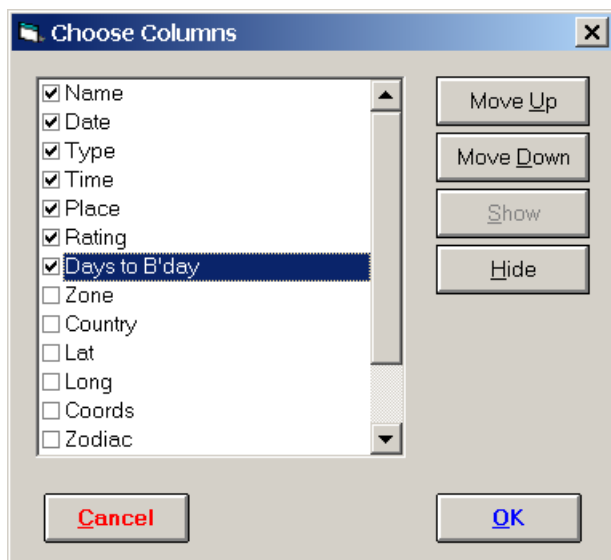 Choose Columns
Name
Date
Type
Time
Place
Rating
Days to B'day
Zone
Country
Lat
Long
Coords
Zodiac
Move Up
Move Down
Show
Hide
Cancel
OK